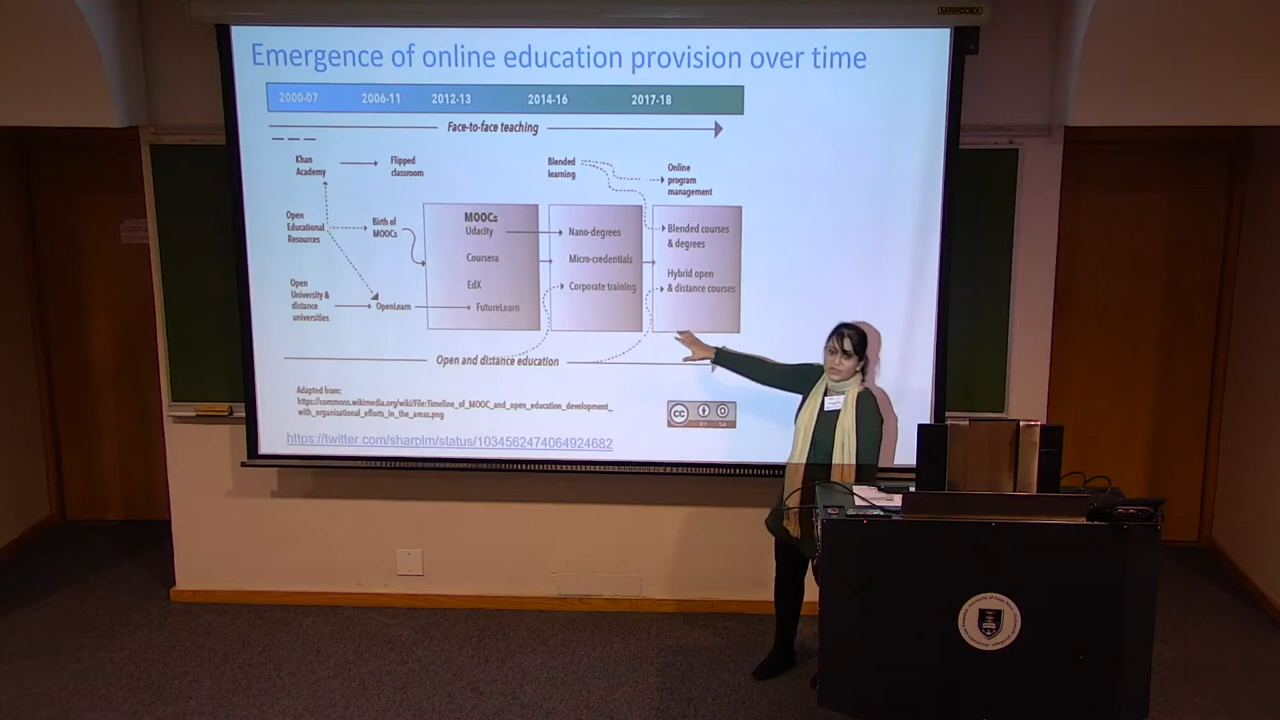 Emergence of online education provision over time
2000-07 2006-11 2012-13 2014-16 2017-18
Face-to-face teaching
Khan
Academy
Flipped
classroom
Blended
learning
Online
program
management
Open
Educational
Resources
Birth of
MOOCs
MOOCs
Udacity
Coursera
EdX
FutureLearn
Nano-degrees
Micro-credentials
Corporate training
Blended courses
& degrees
Hybrid open
& distance courses
Open
University &
distance
universities
OpenLearn
Open and distance education
Adapted from:
https://commons.wikimedia.org/wiki/File:Timeline_of_MOOC_and_open_education_development_
with_organisational_efforts_in_the_areas.png
cc
BY SA
https://twitter.com/sharplm/status/1034562474064924682